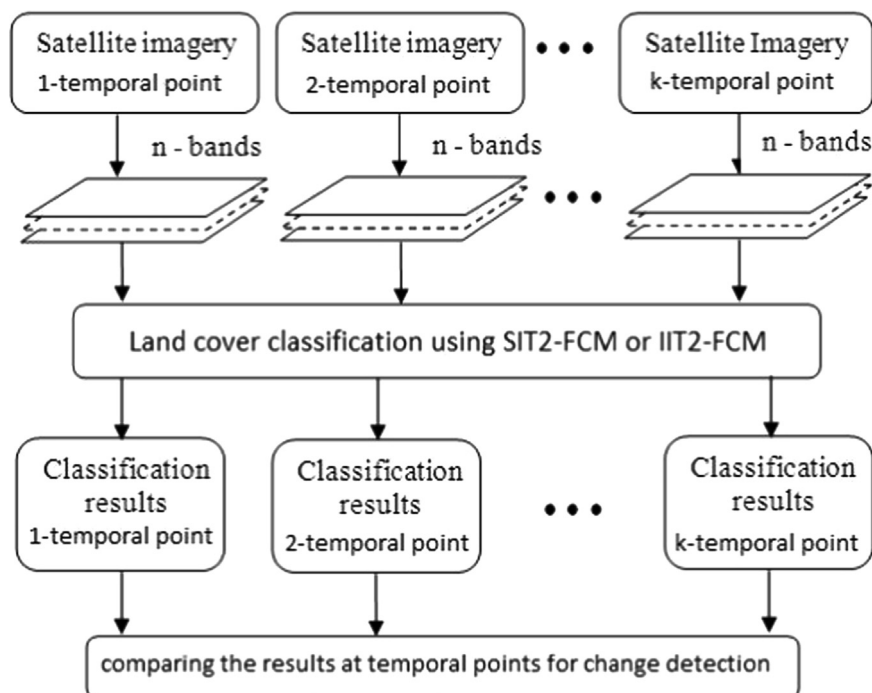 Satellite imagery
1-temporal point
Satellite imagery
2-temporal point
Satellite Imagery
k-temporal point
n - bands
n - bands
n - bands
Land cover classification using SIT2-FCM or IIT2-FCM
Classification
results
1-temporal point
Classification
results
2-temporal point
Classification
results
k-temporal point
comparing the results at temporal points for change detection